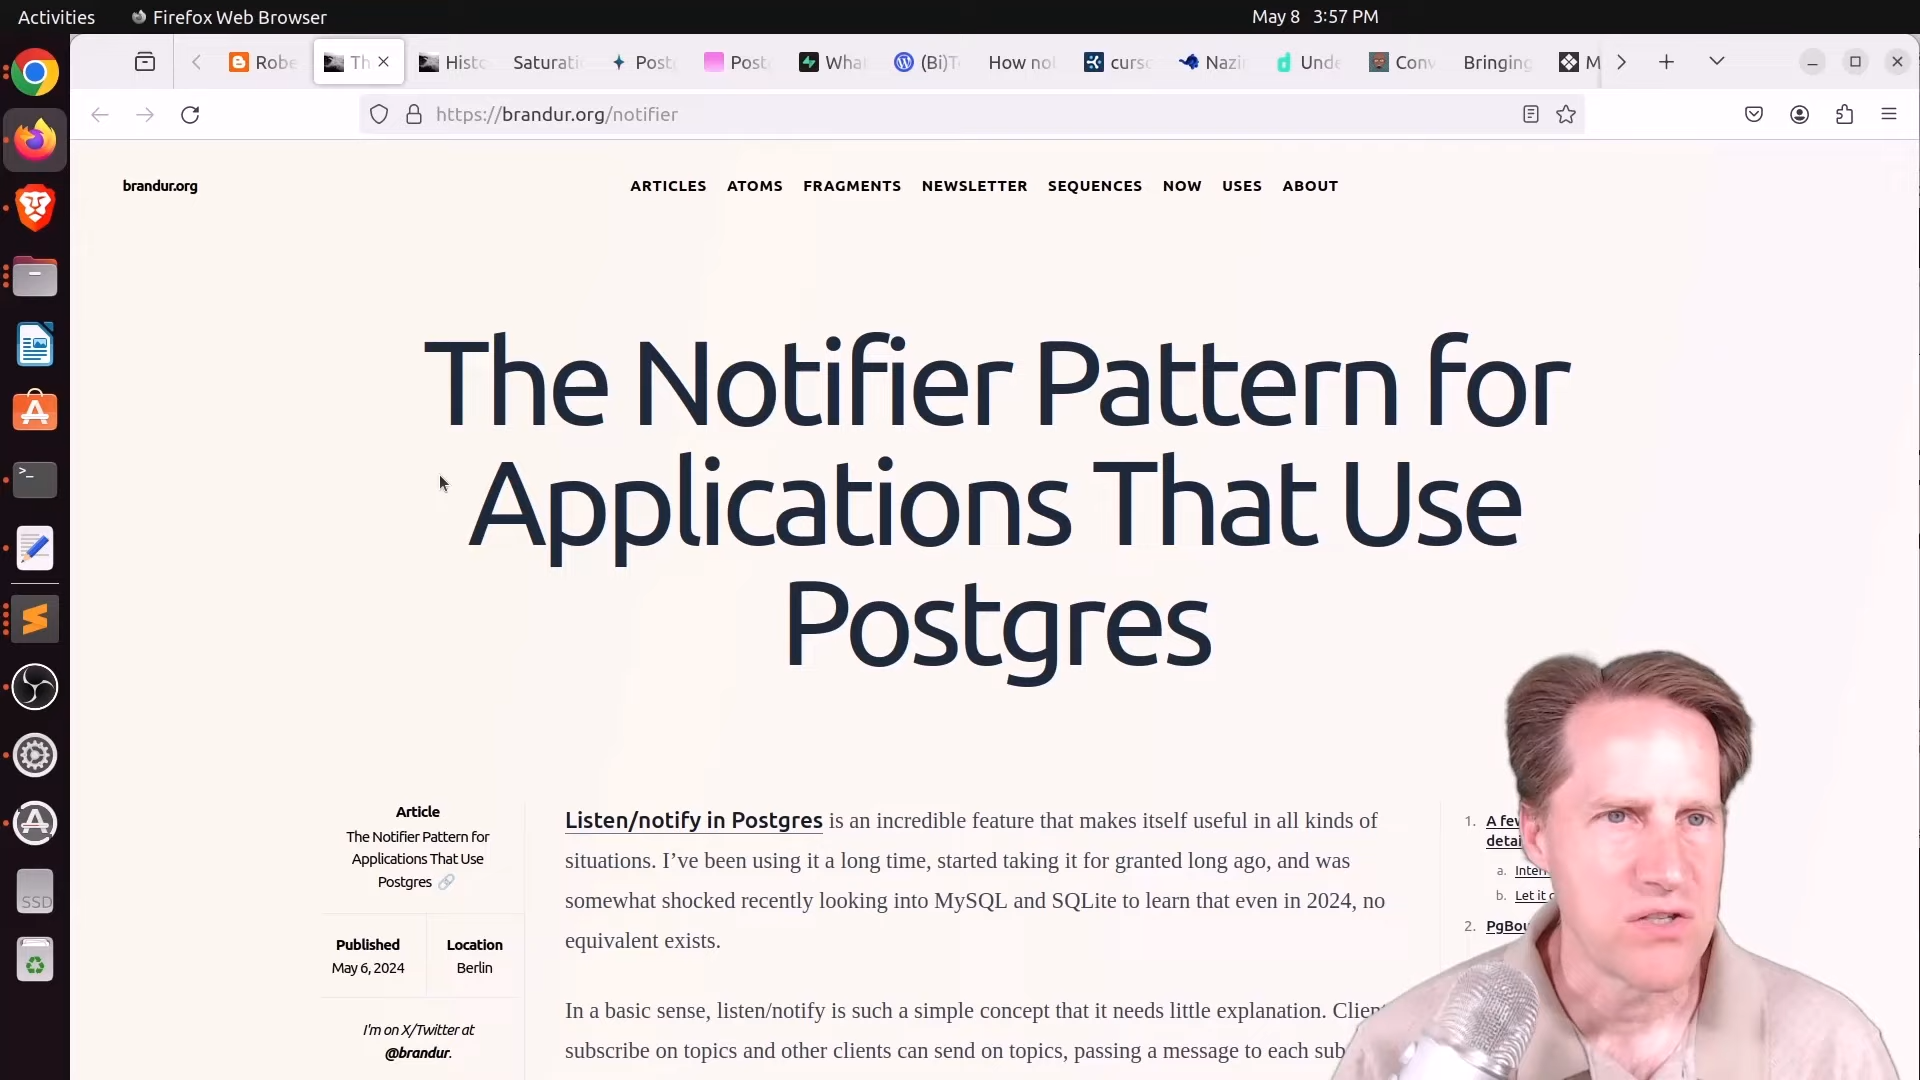 Activities
Firefox Web Browser
May 8 3:57 PM
Robe
Th
Histo
Saturati
Post
Post
What
(Bi)T
How not
curso
Nazir
Unde
Conv
Bringing
M
https://brandur.org/notifier
brandur.org
ARTICLES ATOMS FRAGMENTS NEWSLETTER SEQUENCES NOW USES ABOUT
The Notifier Pattern for
Applications That Use
Postgres
Article
The Notifier Pattern for
Applications That Use
Postgres
Published
May 6, 2024
Location
Berlin
I'm on X/Twitter at
@brandur.
Listen/notify in Postgres is an incredible feature that makes itself useful in all kinds of
situations. I’ve been using it a long time, started taking it for granted long ago, and was
somewhat shocked recently looking into MySQL and SQLite to learn that even in 2024, no
equivalent exists.
In a basic sense, listen/notify is such a simple concept that it needs little explanation. Clien
subscribe on topics and other clients can send on topics, passing a message to each sub
1. A few
detai
a. Inter
b. Let it c
2. PgBou
SSD